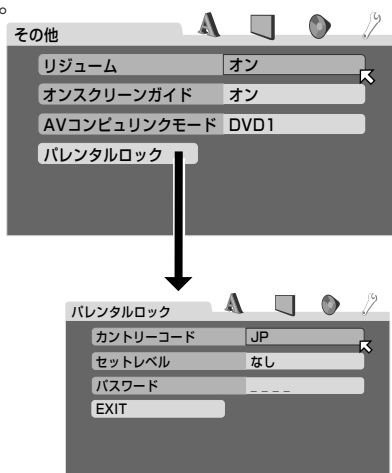 。
その他
リジューム オン
オンスクリーンガイド オン
AVコンピュリンクモード DVD1
パレンタルロック
パレンタルロック
カントリーコード JP
セットレベル なし
パスワード _ _ _ _
EXIT